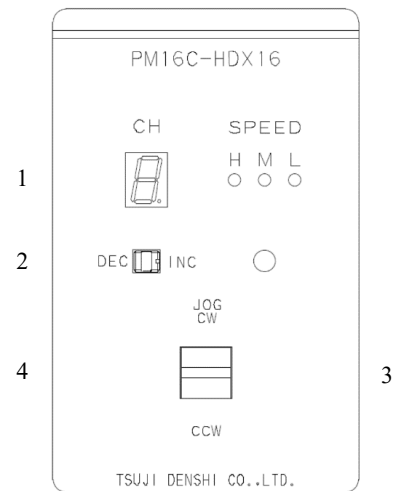 PM16C-HDX16
CH SPEED
H M L
1
2 DEC INC
JOG
CW
4
3
CCW
TSUJI DENSHI CO.,LTD.